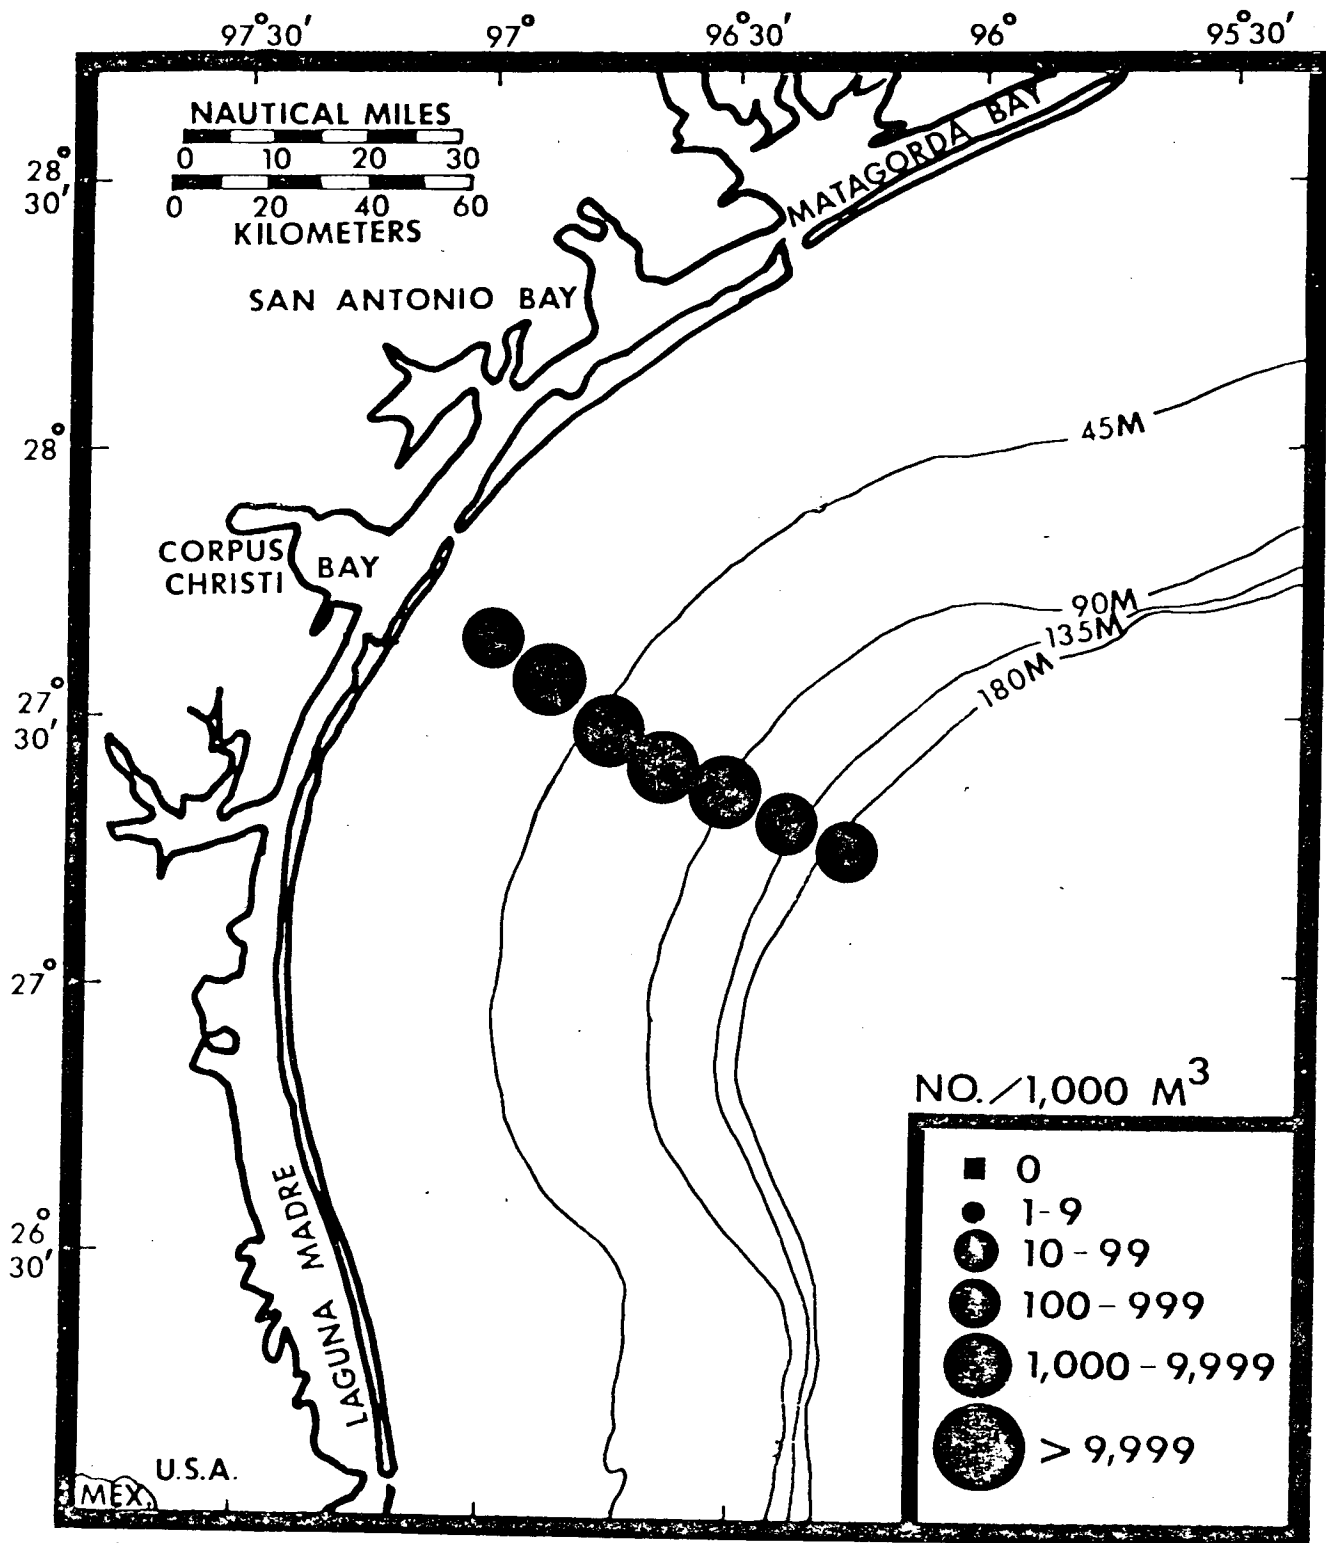 97°30′ 97° 96°30′ 96° 95°30′
NAUTICAL MILES
0 10 20 30
0 20 40 60
KILOMETERS
28°
30′
MATAGORDA BAY
SAN ANTONIO BAY
45M
28°
CORPUS
CHRISTI BAY
90M
135M
180M
27°
30′
27°
NO./1,000 M³
0
1-9
10-99
100-999
1,000-9,999
> 9,999
26°
30′
LAGUNA MADRE
U.S.A.
MEX.